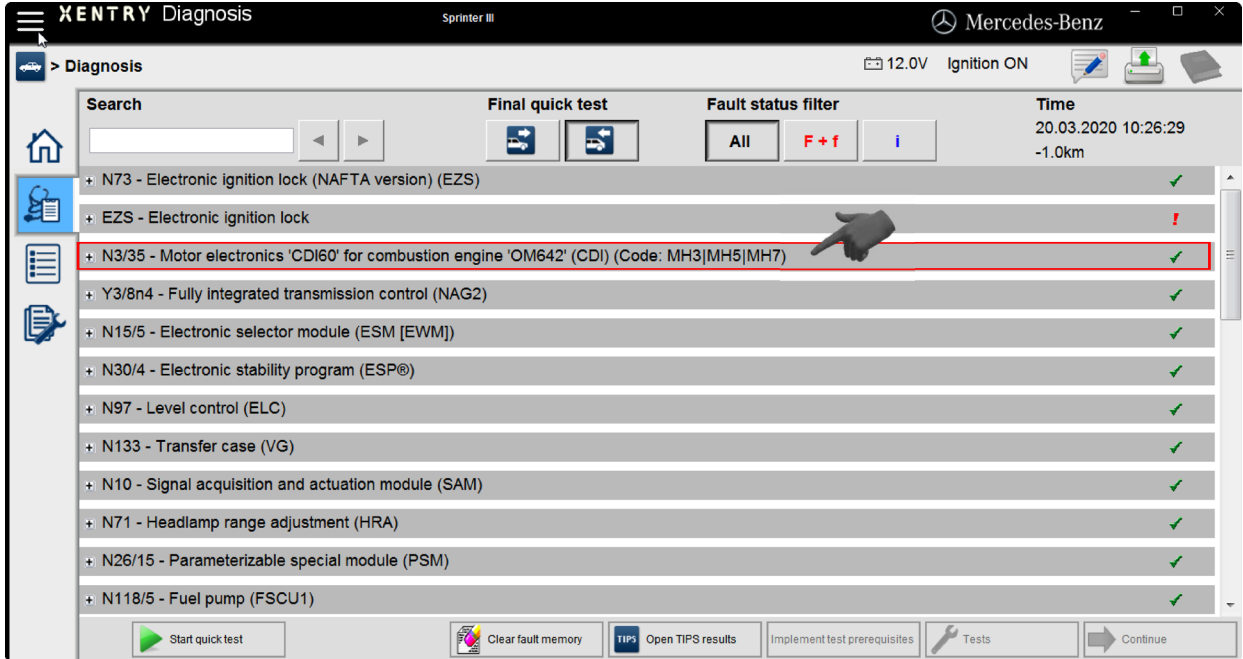 XENTRY Diagnosis
Sprinter III
Mercedes-Benz
> Diagnosis
12.0V
Ignition ON
Search
Final quick test
Fault status filter
Time
All
F + f
i
20.03.2020 10:26:29
-1.0km
+ N73 - Electronic ignition lock (NAFTA version) (EZS)
+ EZS - Electronic ignition lock !
+ N3/35 - Motor electronics 'CDI60' for combustion engine 'OM642' (CDI) (Code: MH3|MH5|MH7)
+ Y3/8n4 - Fully integrated transmission control (NAG2)
+ N15/5 - Electronic selector module (ESM [EWM])
+ N30/4 - Electronic stability program (ESP®)
+ N97 - Level control (ELC)
+ N133 - Transfer case (VG)
+ N10 - Signal acquisition and actuation module (SAM)
+ N71 - Headlamp range adjustment (HRA)
+ N26/15 - Parameterizable special module (PSM)
+ N118/5 - Fuel pump (FSCU1)
Start quick test
Clear fault memory
TIPS Open TIPS results
Implement test prerequisites
Tests
Continue